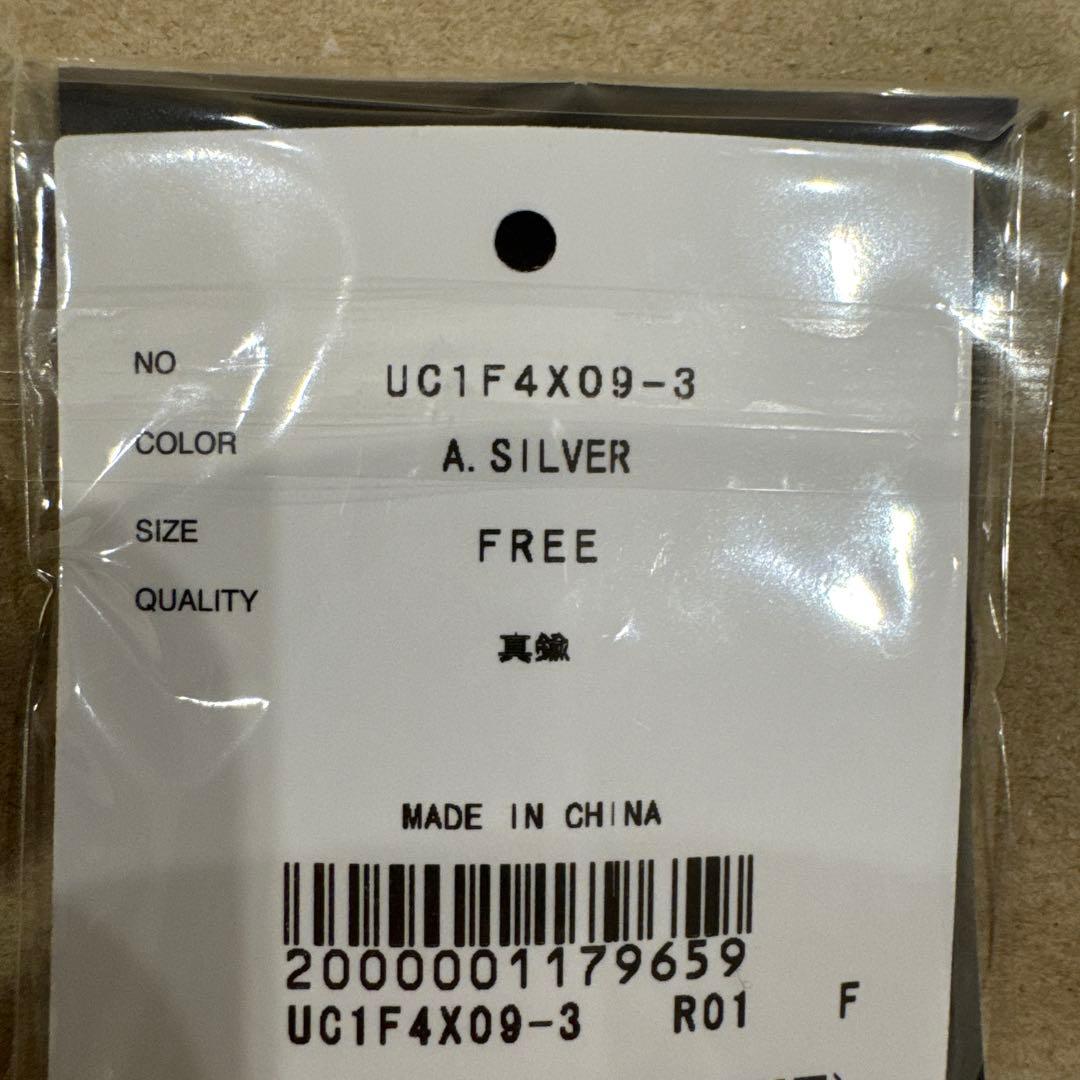 NO UC1F4X09-3
COLOR A. SILVER
SIZE FREE
QUALITY
真鍮
MADE IN CHINA
2000001179659
UC1F4X09-3 R01 F